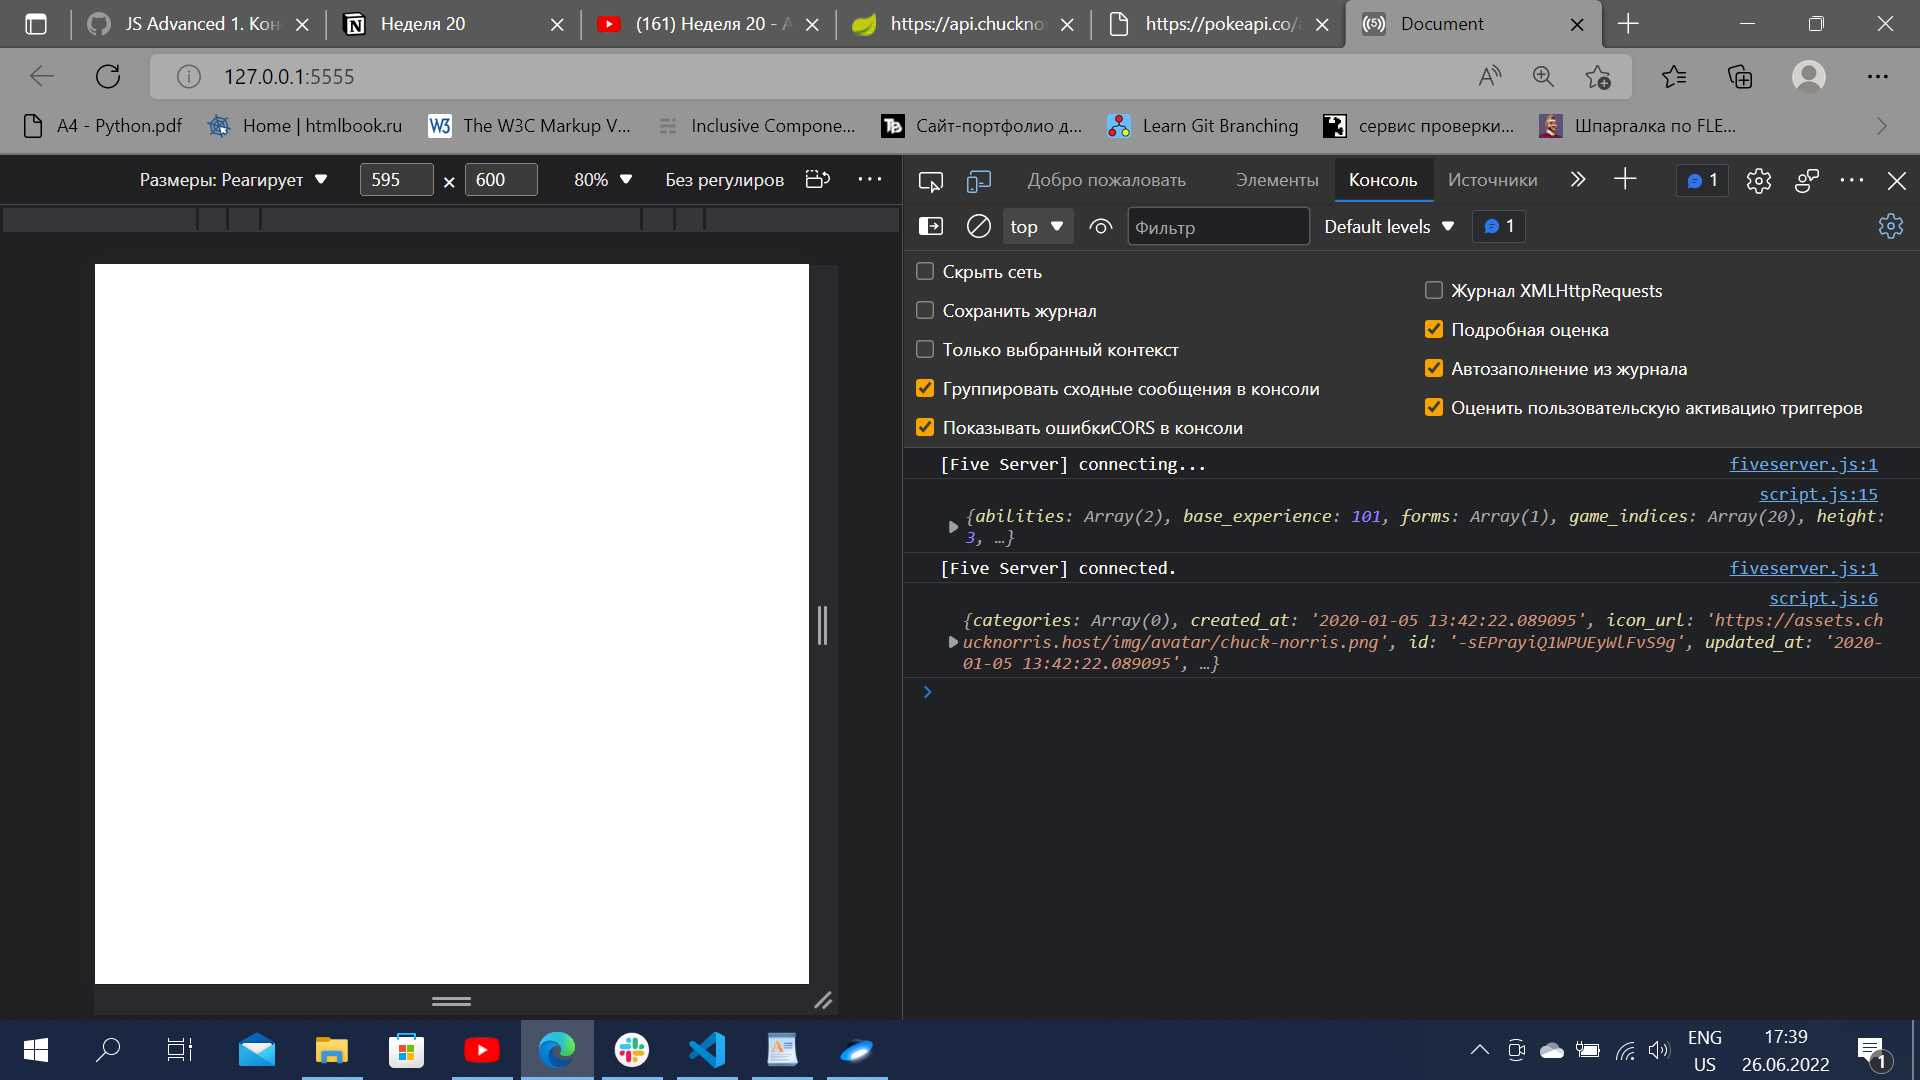 JS Advanced 1. Кон
Неделя 20
(161) Неделя 20 - A
https://api.chuckno
https://pokeapi.co/a
Document
127.0.0.1:5555
A4 - Python.pdf
Home | htmlbook.ru
The W3C Markup V...
Inclusive Compone...
Сайт-портфолио д...
Learn Git Branching
сервис проверки...
Шпаргалка по FLE...
Размеры: Реагирует
595
×
600
80%
Без регулиров
Добро пожаловать
Элементы
Консоль
Источники
1
top
Фильтр
Default levels
1
Скрыть сеть
Сохранить журнал
Только выбранный контекст
Группировать сходные сообщения в консоли
Показывать ошибкиCORS в консоли
Журнал XMLHttpRequests
Подробная оценка
Автозаполнение из журнала
Оценить пользовательскую активацию триггеров
[Five Server] connecting...
fiveserver.js:1
script.js:15
{abilities: Array(2), base_experience: 101, forms: Array(1), game_indices: Array(20), height:
3, …}
[Five Server] connected.
fiveserver.js:1
script.js:6
{categories: Array(0), created_at: '2020-01-05 13:42:22.089095', icon_url: 'https://assets.ch
ucknorris.host/img/avatar/chuck-norris.png', id: '-sEPrayiQ1WPUEyWlFvS9g', updated_at: '2020-
01-05 13:42:22.089095', …}
ENG
US
17:39
26.06.2022
1